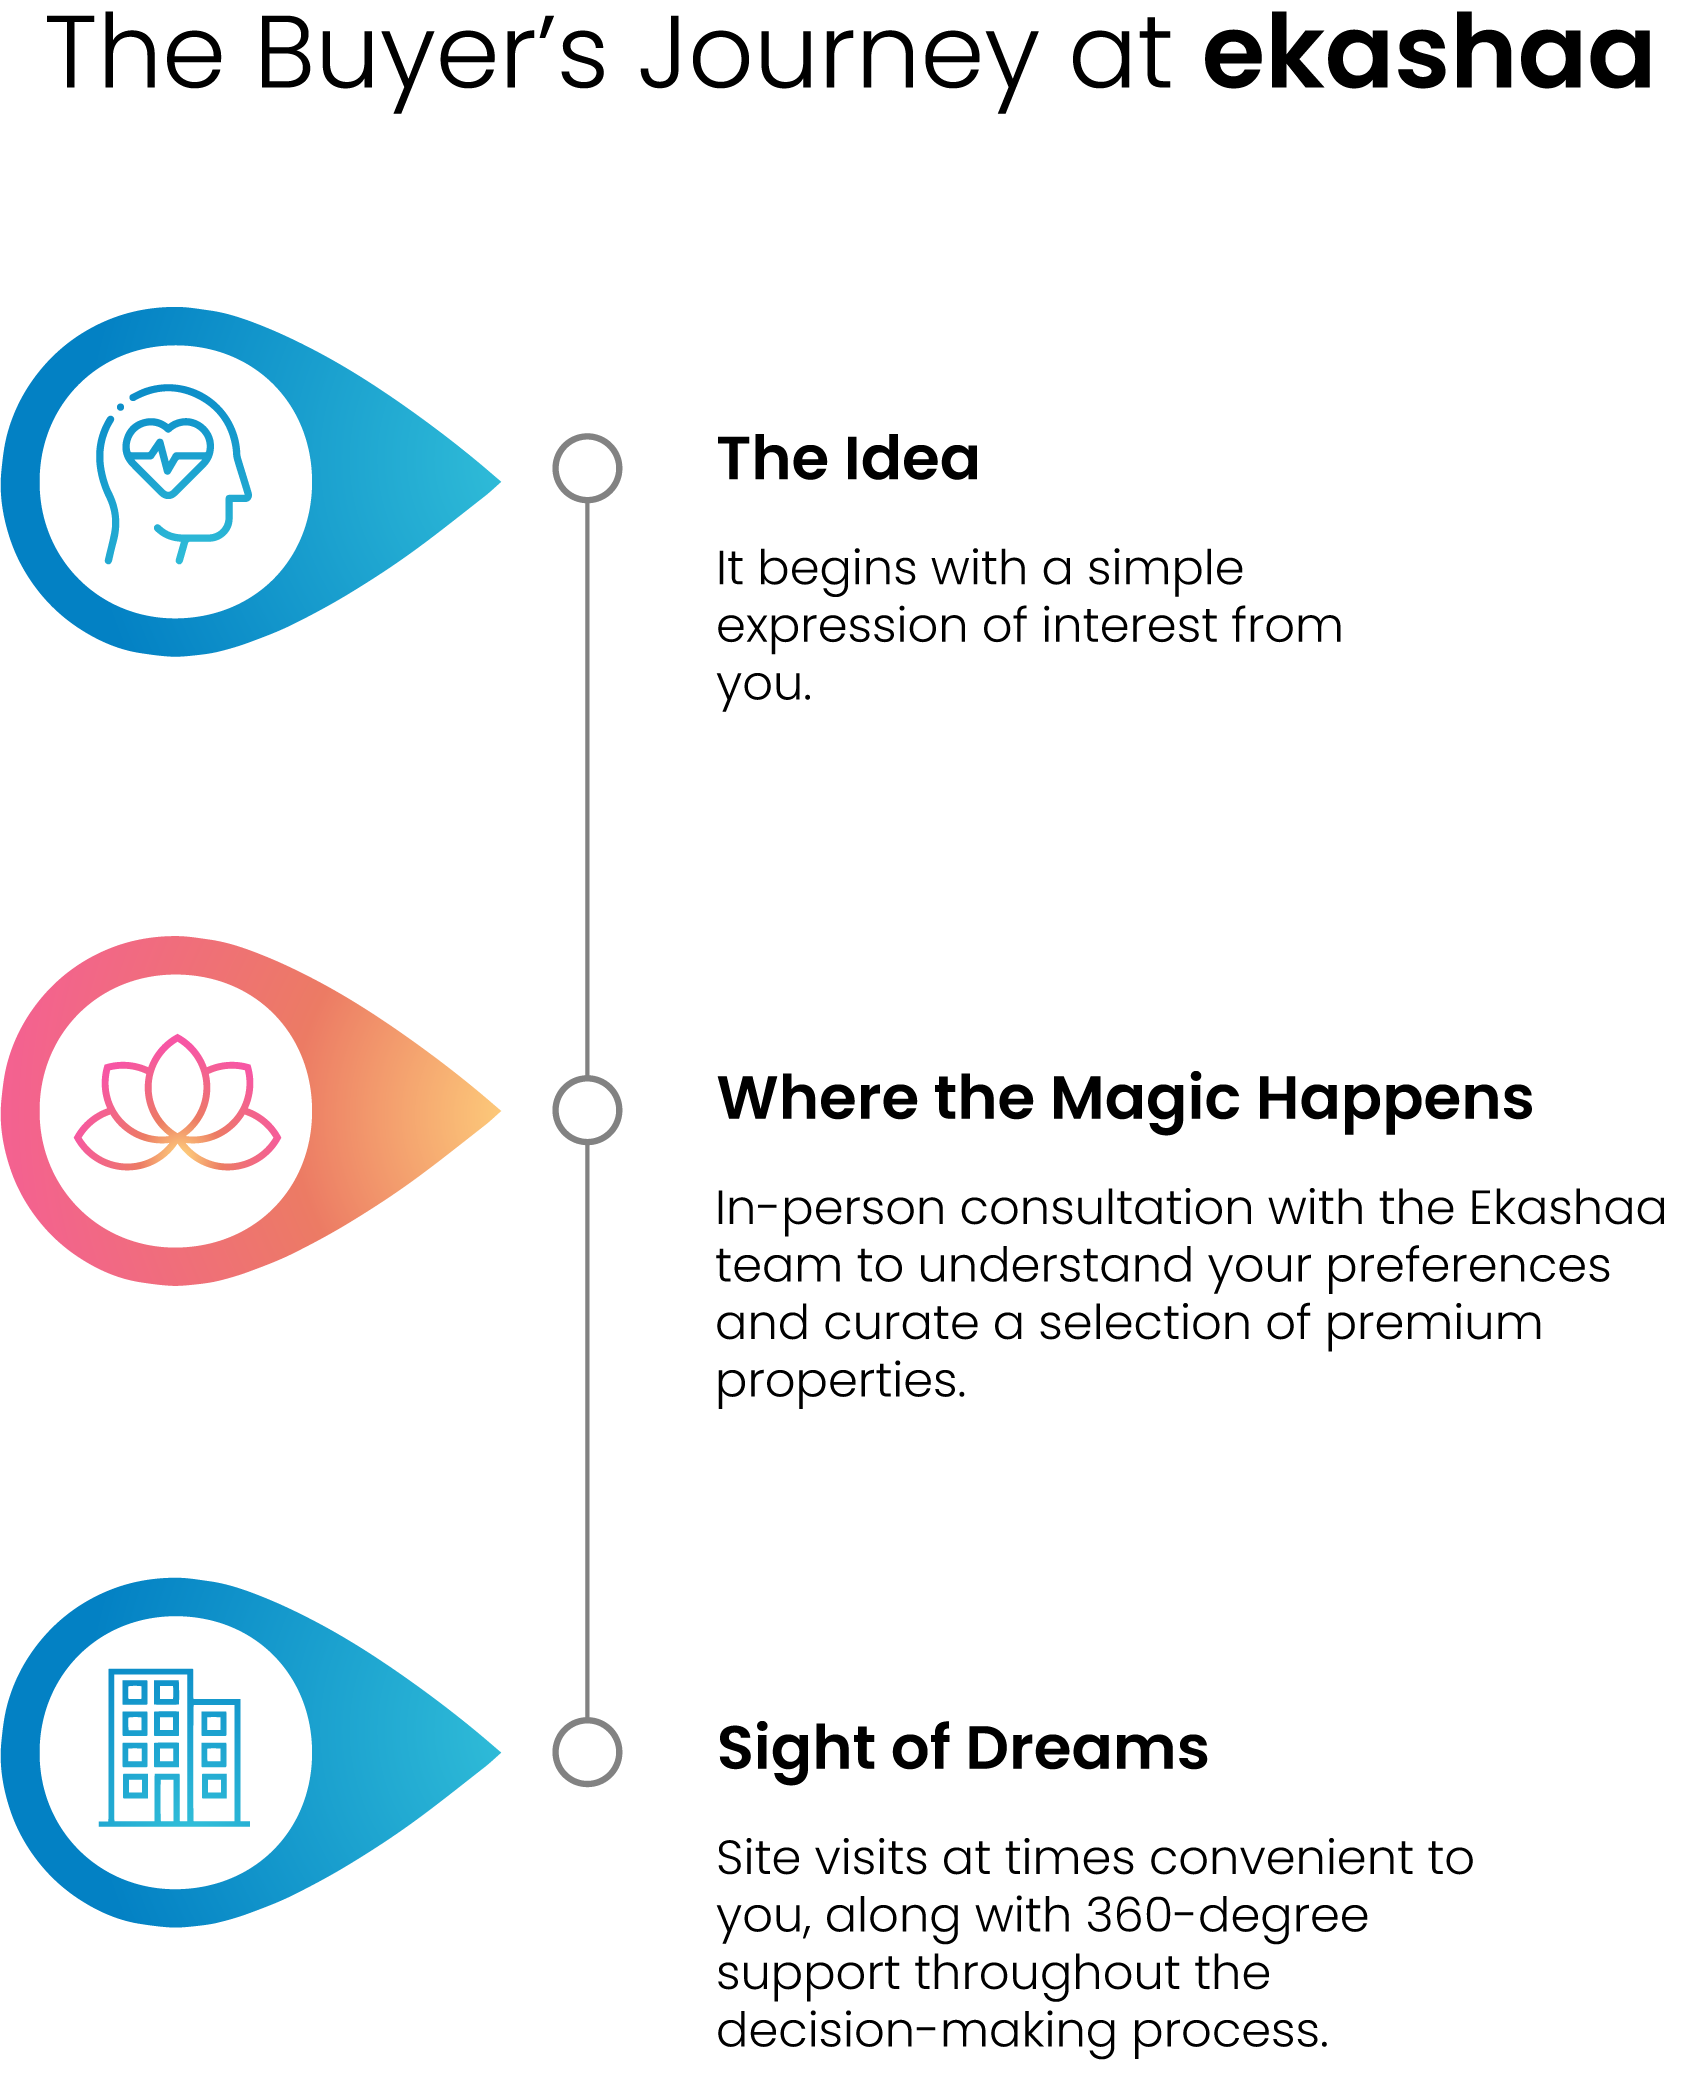 The Buyer’s Journey at ekashaa
The Idea
It begins with a simple
expression of interest from
you.
Where the Magic Happens
In-person consultation with the Ekashaa
team to understand your preferences
and curate a selection of premium
properties.
Sight of Dreams
Site visits at times convenient to
you, along with 360-degree
support throughout the
decision-making process.